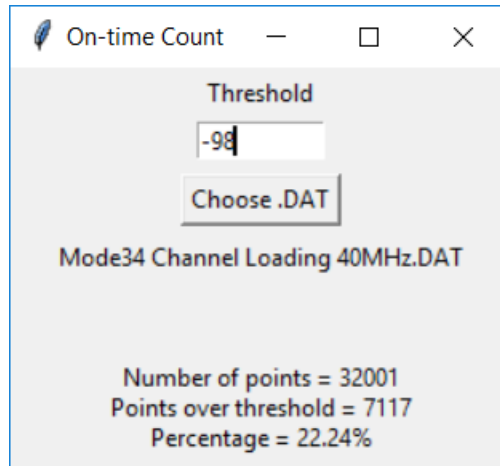 On-time Count
Threshold
-98
Choose .DAT
Mode34 Channel Loading 40MHz.DAT
Number of points = 32001
Points over threshold = 7117
Percentage = 22.24%